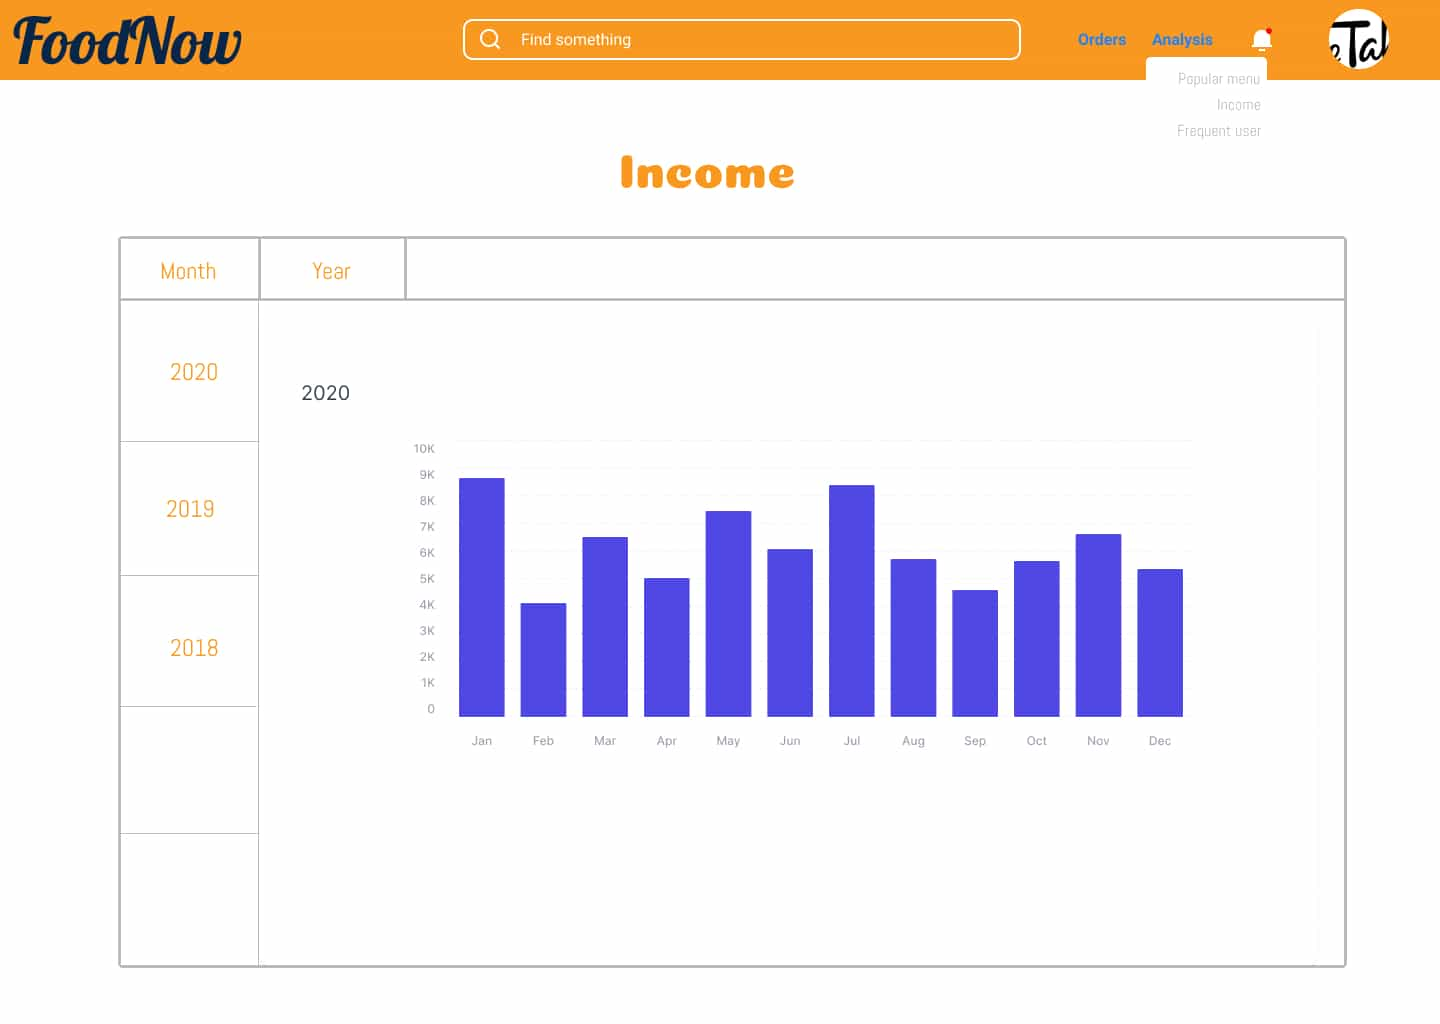 FoodNow
Find something
Orders Analysis
eTal
Popular menu
Income
Frequent user
Income
Month Year
2020
2019
2018
2020
10K
9K
8K
7K
6K
5K
4K
3K
2K
1K
0
Jan Feb Mar Apr May Jun Jul Aug Sep Oct Nov Dec